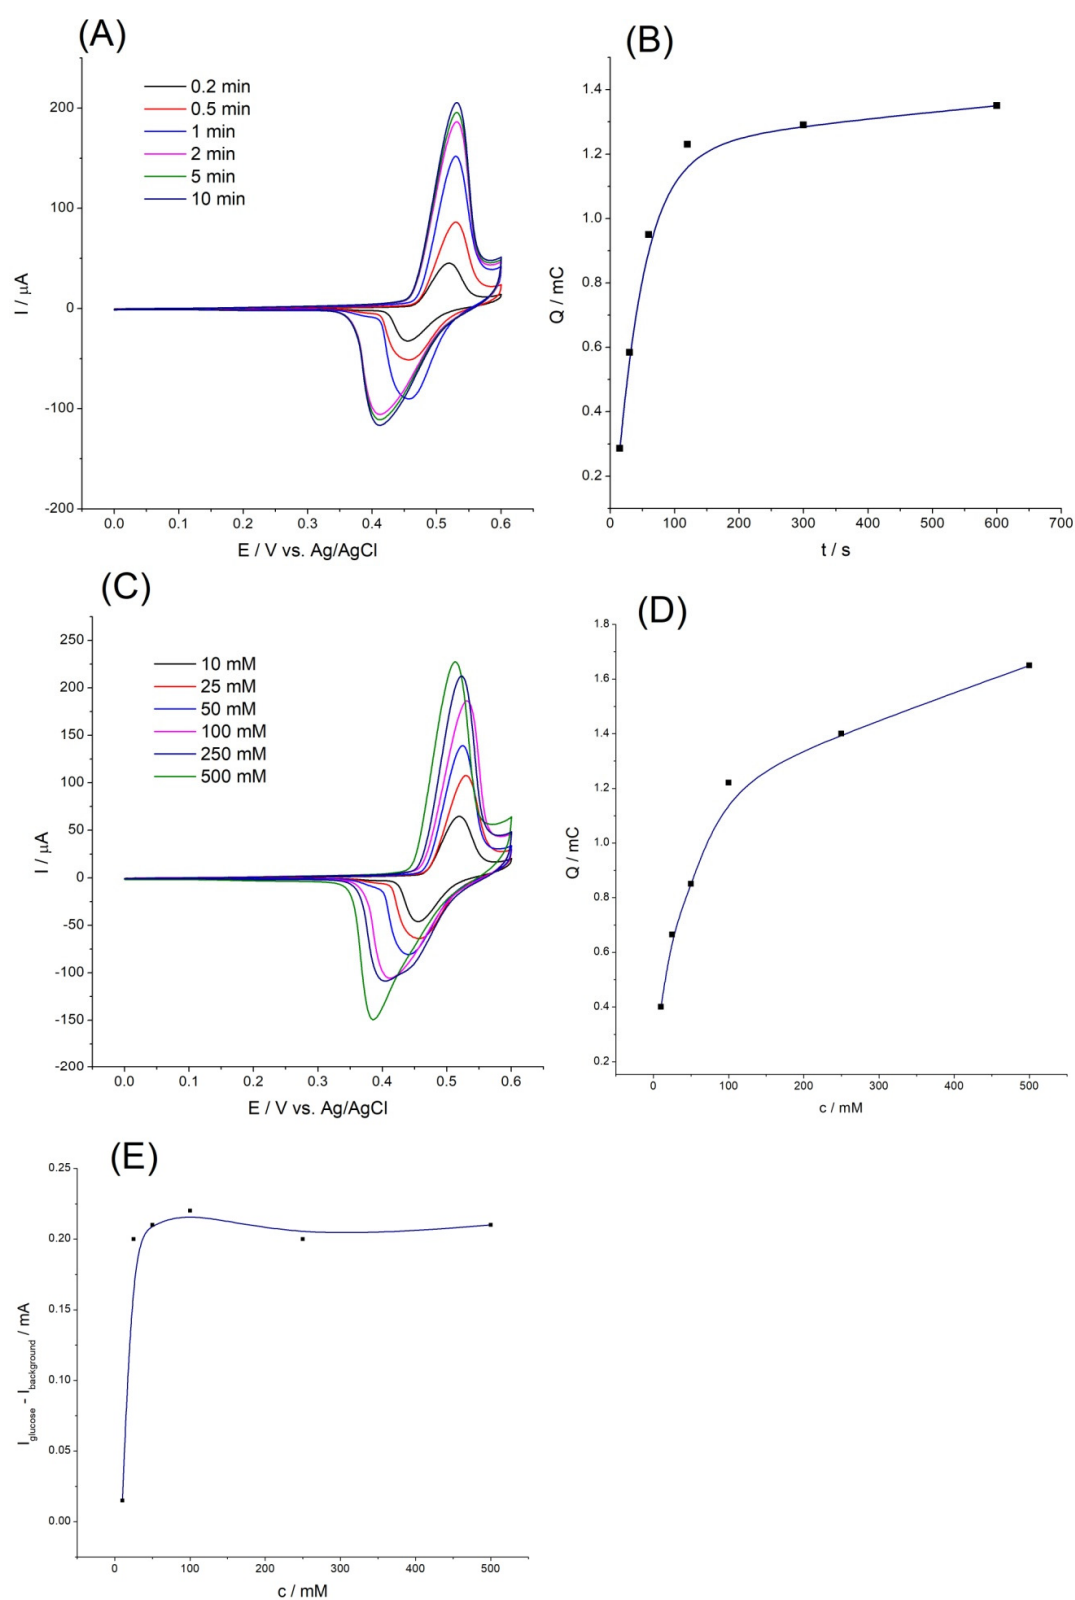 (A)
0.2 min
0.5 min
1 min
2 min
5 min
10 min
200
100
0
-100
-200
I / μA
0.0 0.1 0.2 0.3 0.4 0.5 0.6
E / V vs. Ag/AgCl
(B)
1.4
1.2
1.0
0.8
0.6
0.4
0.2
Q / mC
0 100 200 300 400 500 600 700
t / s
(C)
10 mM
25 mM
50 mM
100 mM
250 mM
500 mM
250
200
150
100
50
0
-50
-100
-150
-200
I / μA
0.0 0.1 0.2 0.3 0.4 0.5 0.6
E / V vs. Ag/AgCl
(D)
1.8
1.6
1.4
1.2
1.0
0.8
0.6
0.4
0.2
Q / mC
0 100 200 300 400 500
c / mM
(E)
0.25
0.20
0.15
0.10
0.05
0.00
I glucose - I background / mA
0 100 200 300 400 500
c / mM